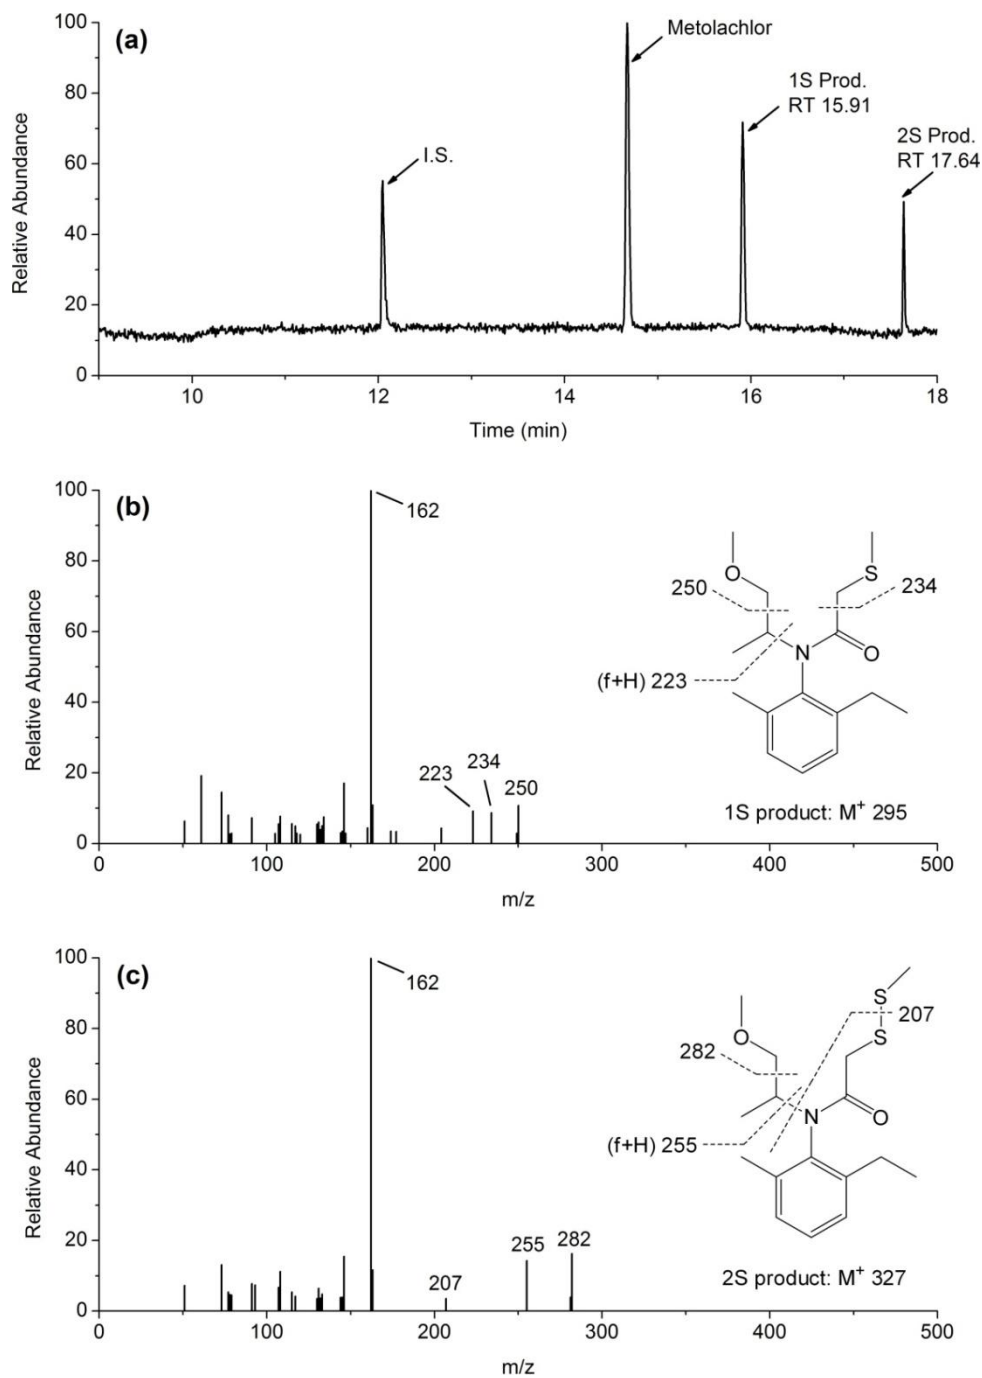 (a)
Relative Abundance
100
80
60
40
20
0
I.S.
Metolachlor
1S Prod.
RT 15.91
2S Prod.
RT 17.64
10
12
14
16
18
Time (min)
(b)
Relative Abundance
100
80
60
40
20
0
162
223
234
250
O
S
250
234
N
O
(f+H) 223
1S product: M⁺ 295
0
100
200
300
400
500
m/z
(c)
Relative Abundance
100
80
60
40
20
0
162
207
255
282
S
S
207
O
282
N
O
(f+H) 255
2S product: M⁺ 327
0
100
200
300
400
500
m/z